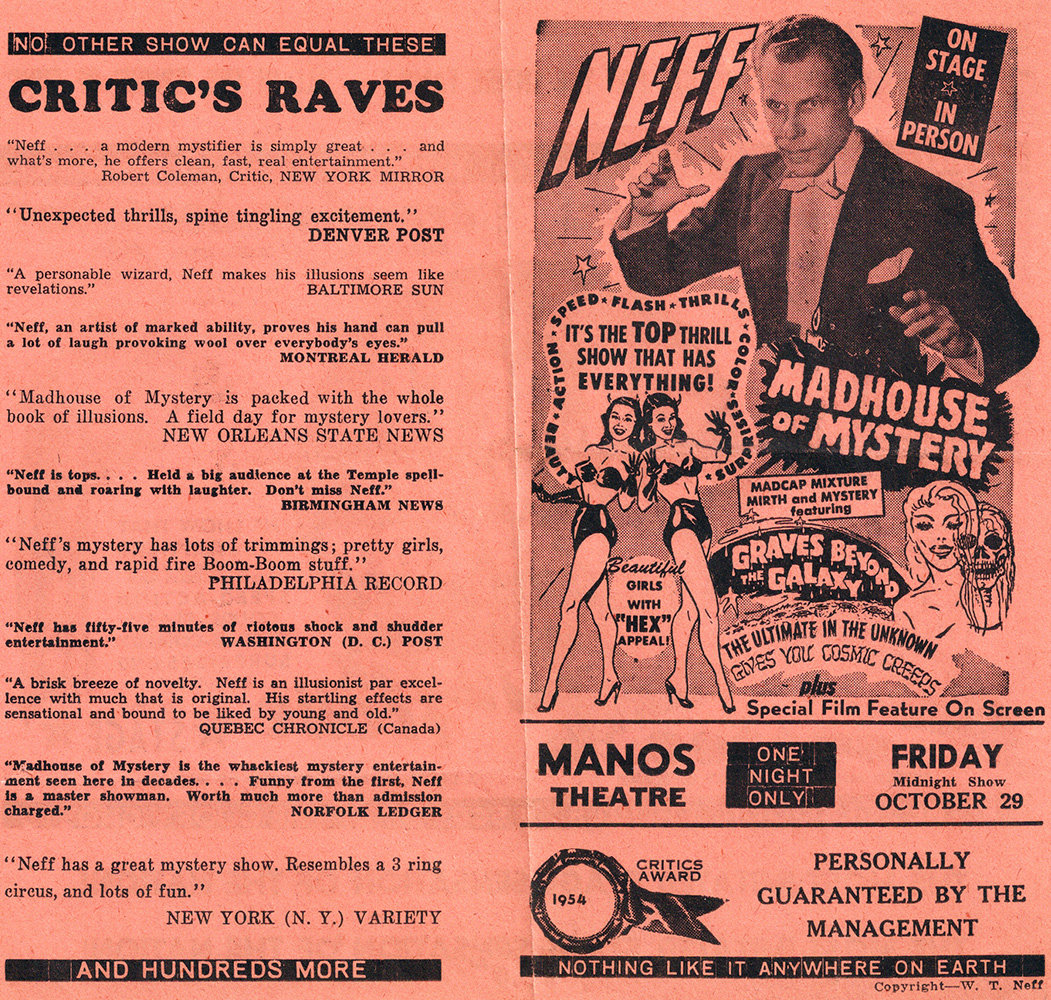 NO OTHER SHOW CAN EQUAL THESE
CRITIC'S RAVES
"Neff . . . . a modern mystifier is simply great . . . and
what's more, he offers clean, fast, real entertainment."
Robert Coleman, Critic, NEW YORK MIRROR
"Unexpected thrills, spine tingling excitement."
DENVER POST
"A personable wizard, Neff makes his illusions seem like
revelations." BALTIMORE SUN
"Neff, an artist of marked ability, proves his hand can pull
a lot of laugh provoking wool over everybody's eyes."
MONTREAL HERALD
"Madhouse of Mystery is packed with the whole
book of illusions. A field day for mystery lovers."
NEW ORLEANS STATE NEWS
"Neff is tops. . . . Held a big audience at the Temple spell-
bound and roaring with laughter. Don't miss Neff."
BIRMINGHAM NEWS
"Neff's mystery has lots of trimmings; pretty girls,
comedy, and rapid fire Boom-Boom stuff."
PHILADELPHIA RECORD
"Neff has fifty-five minutes of riotous shock and shudder
entertainment." WASHINGTON (D. C.) POST
"A brisk breeze of novelty. Neff is an illusionist par excel-
lence with much that is original. His startling effects are
sensational and bound to be liked by young and old."
QUEBEC CHRONICLE (Canada)
"Madhouse of Mystery is the whackiest mystery entertain-
ment seen here in decades. . . . Funny from the first, Neff
is a master showman. Worth much more than admission
charged." NORFOLK LEDGER
"Neff has a great mystery show. Resembles a 3 ring
circus, and lots of fun."
NEW YORK (N. Y.) VARIETY
AND HUNDREDS MORE
NEFF
ON
STAGE
IN
PERSON
BEAUTY • ACTION • SPEED • FLASH • THRILLS • COLOR • SURPRISES
IT'S THE TOP THRILL
SHOW THAT HAS
EVERYTHING!
MADHOUSE
OF MYSTERY
MADCAP MIXTURE
MIRTH and MYSTERY
featuring
GRAVES BEYOND
THE GALAXY
Beautiful
GIRLS
WITH
"HEX"
APPEAL!
THE ULTIMATE IN THE UNKNOWN
GIVES YOU COSMIC CREEPS
plus
Special Film Feature On Screen
MANOS
THEATRE
ONE
NIGHT
ONLY
FRIDAY
Midnight Show
OCTOBER 29
1954
CRITICS
AWARD
PERSONALLY
GUARANTEED BY THE
MANAGEMENT
NOTHING LIKE IT ANYWHERE ON EARTH
Copyright—W. T. Neff